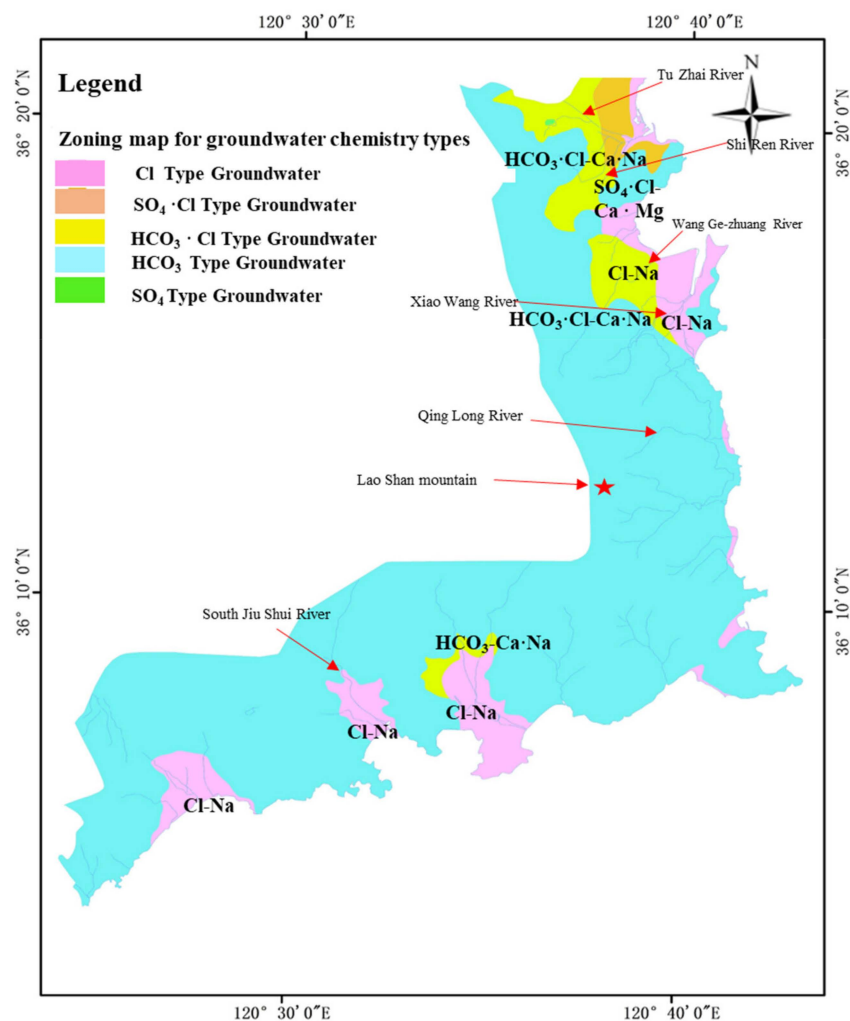 120° 30′0″E
120° 40′0″E
36° 20′0″N
36° 20′0″N
Legend
Zoning map for groundwater chemistry types
Cl Type Groundwater
SO₄ ·Cl Type Groundwater
HCO₃ · Cl Type Groundwater
HCO₃ Type Groundwater
SO₄ Type Groundwater
N
Tu Zhai River
Shi Ren River
HCO₃·Cl-Ca·Na
SO₄·Cl-
Ca · Mg
Wang Ge-zhuang River
Cl-Na
Xiao Wang River
HCO₃·Cl-Ca·Na
Cl-Na
Qing Long River
Lao Shan mountain
36° 10′0″N
36° 10′0″N
South Jiu Shui River
HCO₃-Ca·Na
Cl-Na
Cl-Na
Cl-Na
120° 30′0″E
120° 40′0″E